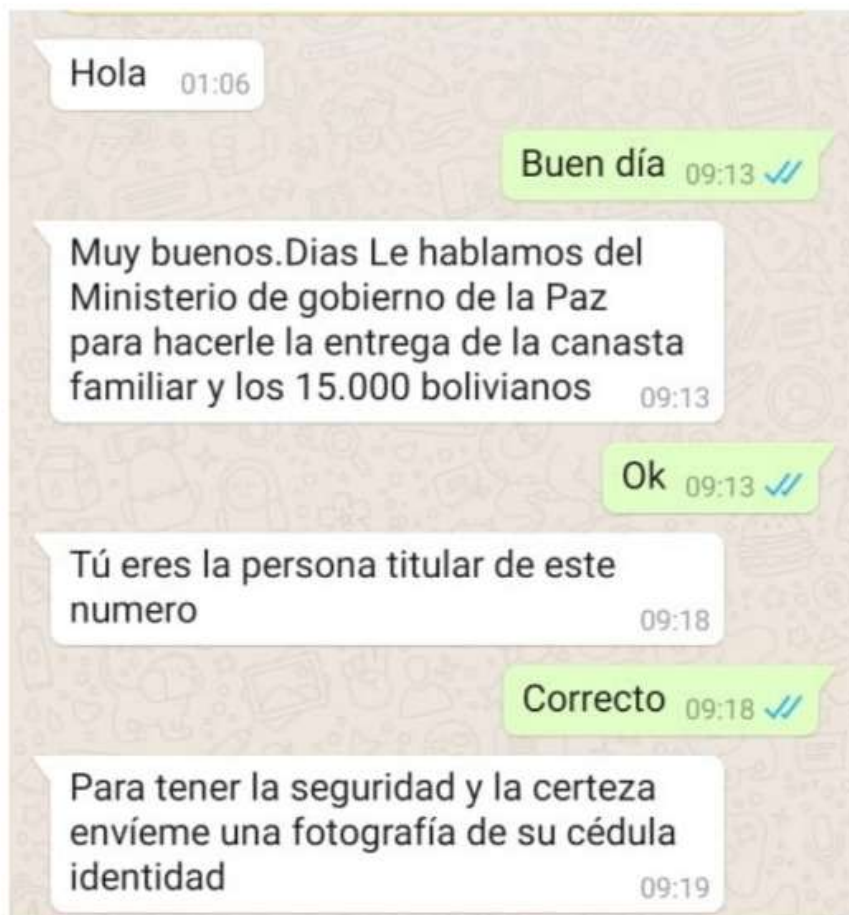 Hola 01:06
Buen día 09:13
Muy buenos.Dias Le hablamos del
Ministerio de gobierno de la Paz
para hacerle la entrega de la canasta
familiar y los 15.000 bolivianos 09:13
Ok 09:13
Tú eres la persona titular de este
numero 09:18
Correcto 09:18
Para tener la seguridad y la certeza
envíeme una fotografía de su cédula
identidad 09:19